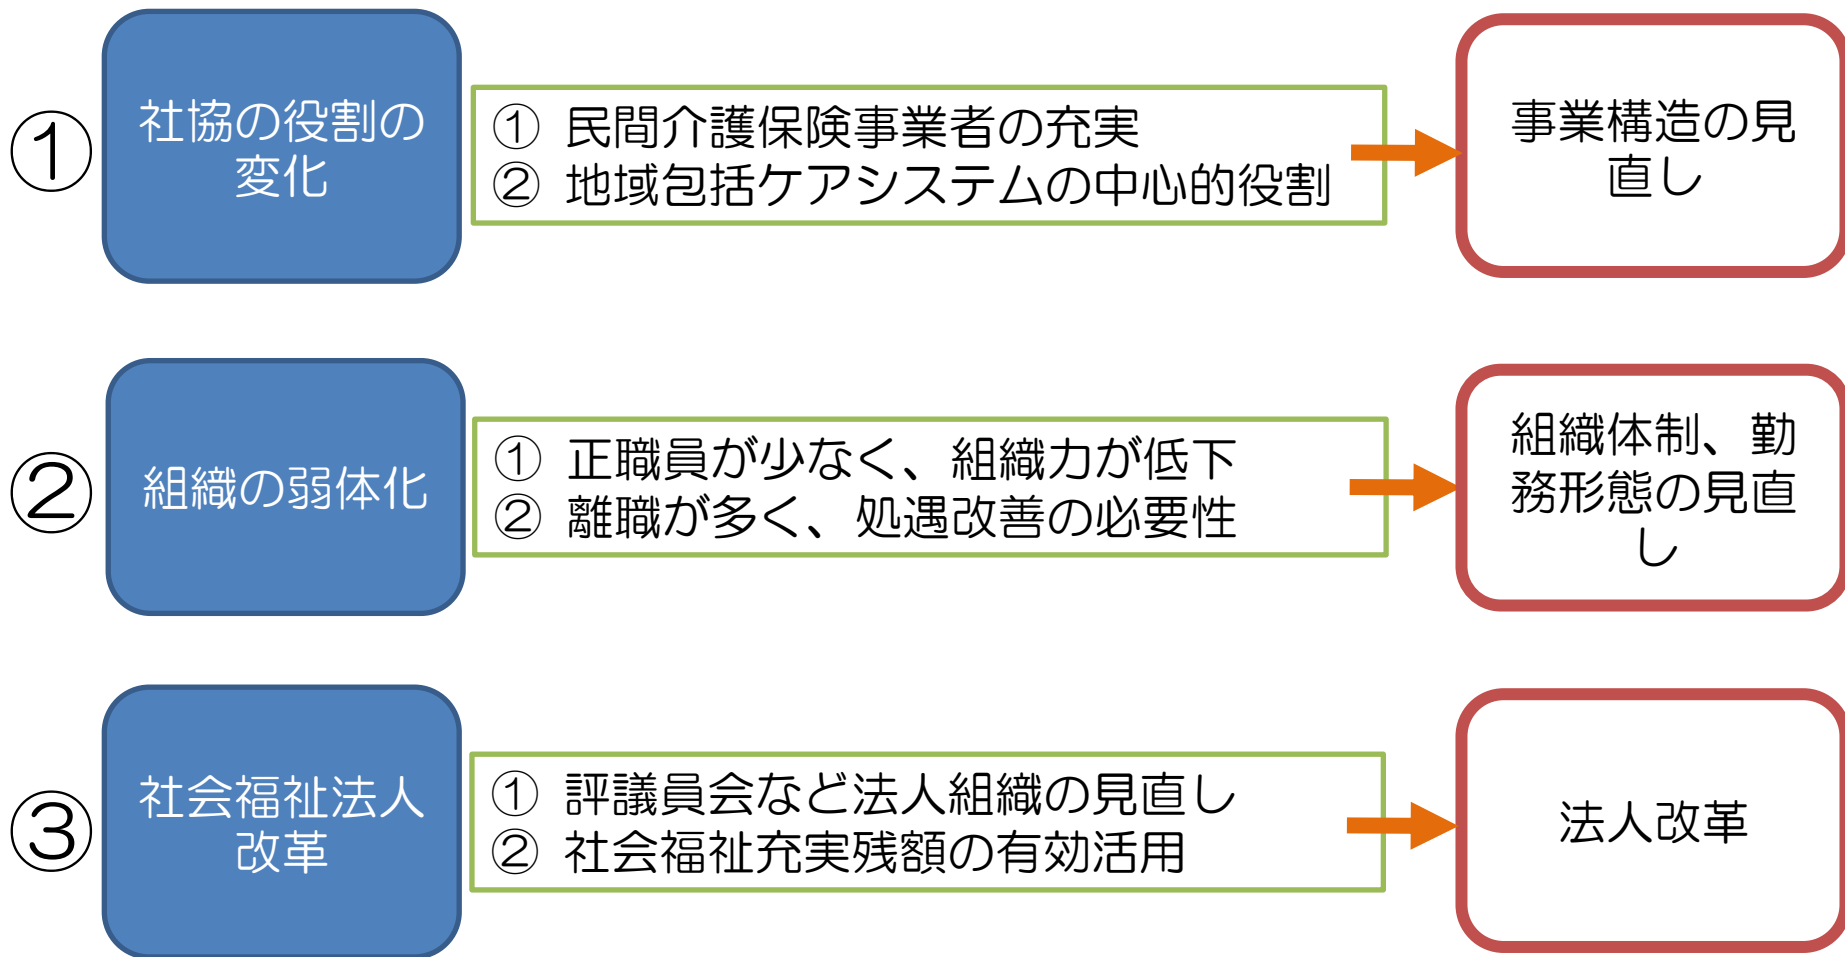 ①
社協の役割の
変化
① 民間介護保険事業者の充実
② 地域包括ケアシステムの中心的役割
事業構造の見
直し
②
組織の弱体化
① 正職員が少なく、組織力が低下
② 離職が多く、処遇改善の必要性
組織体制、勤
務形態の見直
し
③
社会福祉法人
改革
① 評議員会など法人組織の見直し
② 社会福祉充実残額の有効活用
法人改革